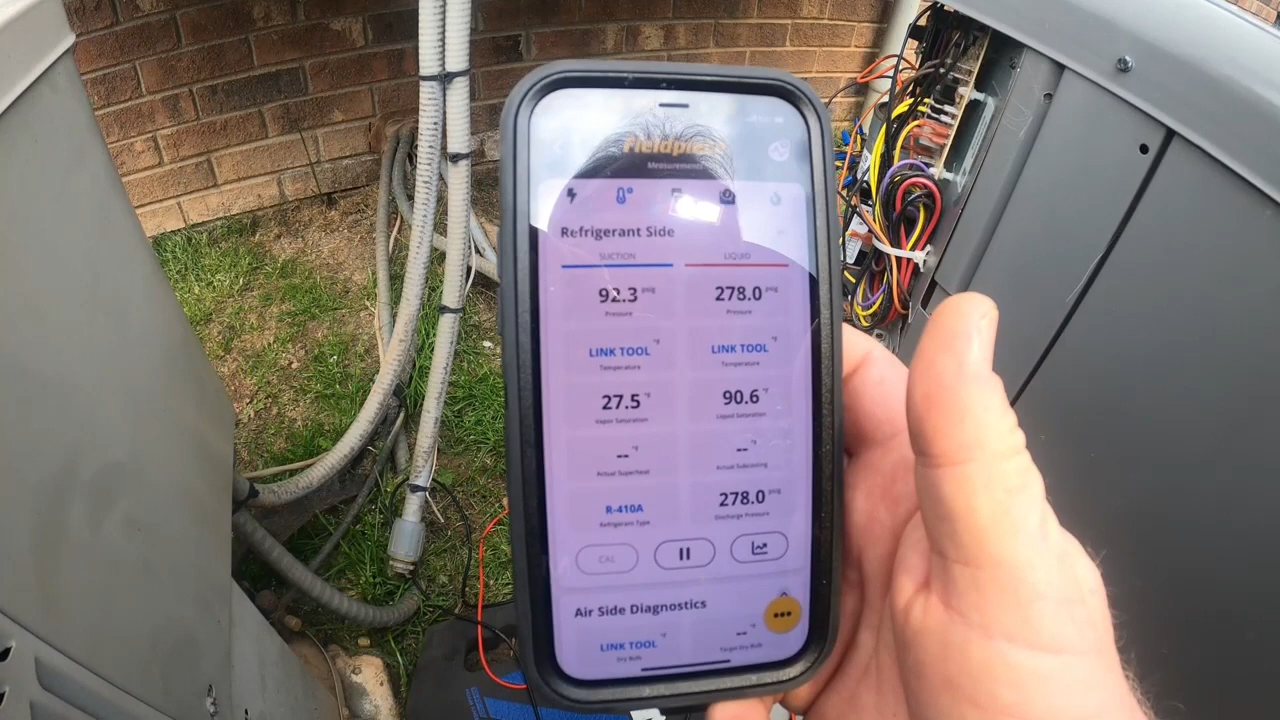 Fieldpiece
Measurements
Refrigerant Side
SUCTION LIQUID
92.3 psig 278.0 psig
Pressure Pressure
LINK TOOL °F LINK TOOL °F
Temperature Temperature
27.5 °F 90.6 °F
Vapor Saturation Liquid Saturation
-- °F -- °F
Actual Superheat Actual Subcooling
R-410A 278.0 psig
Refrigerant Type Discharge Pressure
CAL
Air Side Diagnostics
LINK TOOL °F -- °F
Dry Bulb Target Dry Bulb